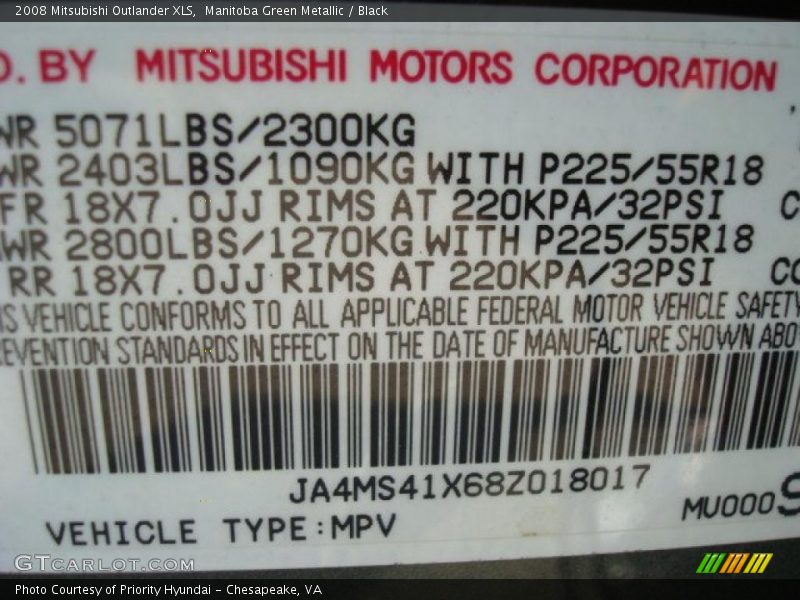 2008 Mitsubishi Outlander XLS, Manitoba Green Metallic / Black
D. BY MITSUBISHI MOTORS CORPORATION
WR 5071LBS/2300KG
WR 2403LBS/1090KG WITH P225/55R18
FR 18X7.0JJ RIMS AT 220KPA/32PSI C
WR 2800LBS/1270KG WITH P225/55R18
RR 18X7.0JJ RIMS AT 220KPA/32PSI CO
IS VEHICLE CONFORMS TO ALL APPLICABLE FEDERAL MOTOR VEHICLE SAFETY
EVENTION STANDARDS IN EFFECT ON THE DATE OF MANUFACTURE SHOWN ABO
JA4MS41X68Z018017
MU000S
VEHICLE TYPE:MPV
GTCARLOT.COM
Photo Courtesy of Priority Hyundai - Chesapeake, VA